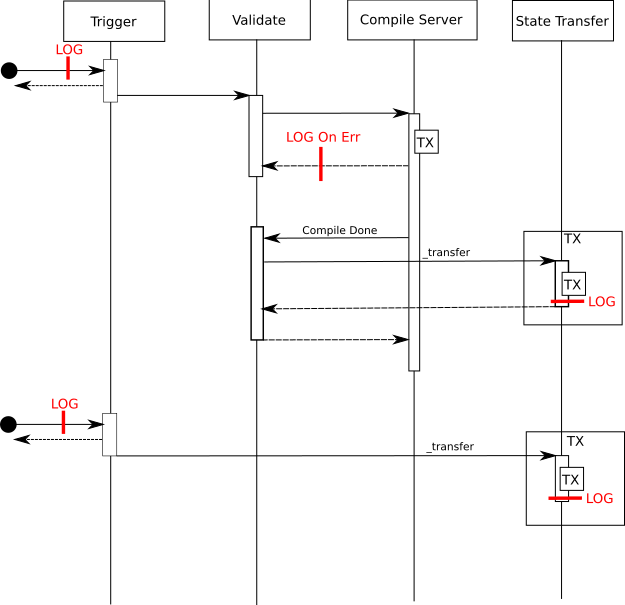 Trigger
Validate
Compile Server
State Transfer
LOG
LOG On Err
TX
Compile Done
TX
_transfer
TX
LOG
LOG
TX
_transfer
TX
LOG